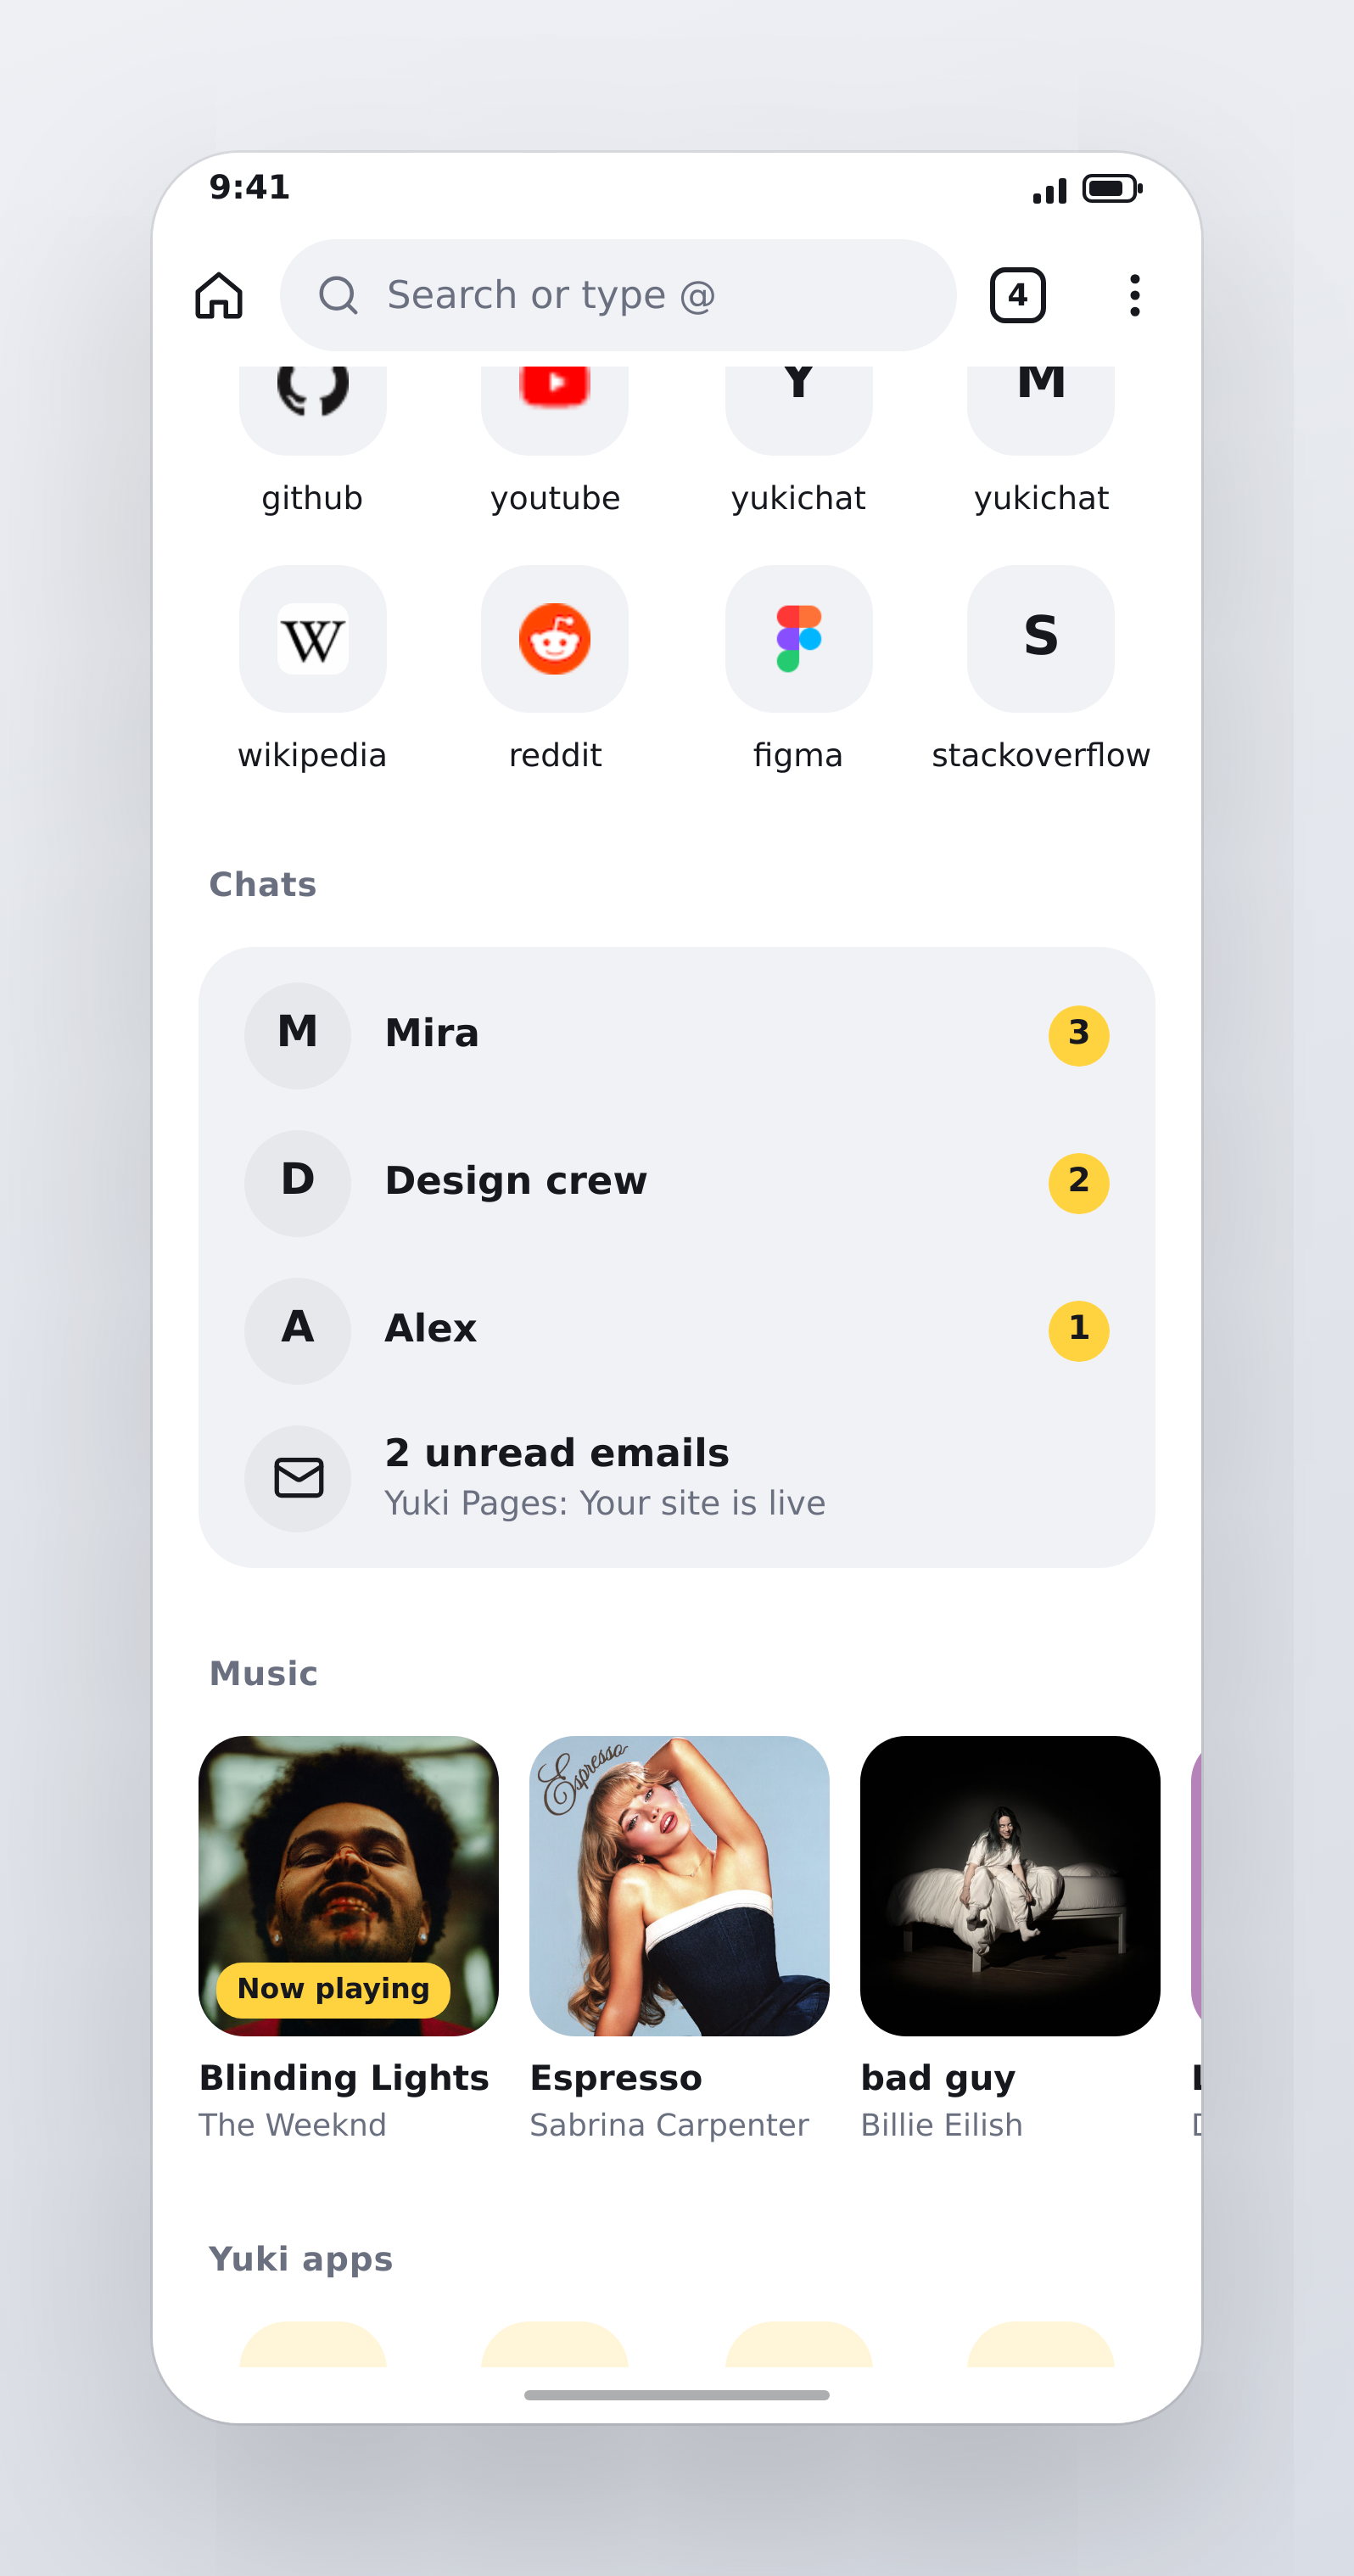 9:41
Search or type @
4
Y
M
github
youtube
yukichat
yukichat
W
S
wikipedia
reddit
figma
stackoverflow
Chats
M
Mira
3
D
Design crew
2
A
Alex
1
2 unread emails
Yuki Pages: Your site is live
Music
Espresso
Now playing
Blinding Lights
Espresso
bad guy
The Weeknd
Sabrina Carpenter
Billie Eilish
Yuki apps